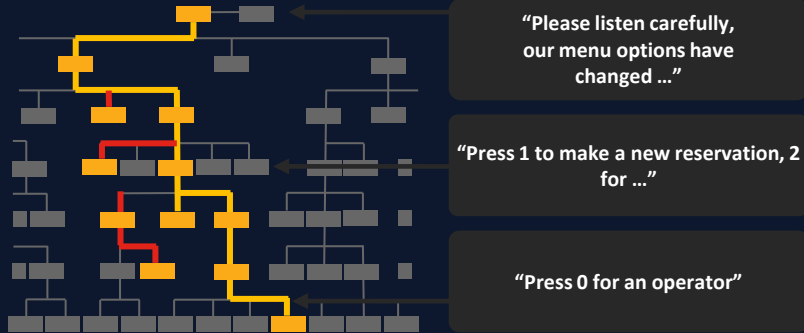 “Please listen carefully,
our menu options have
changed …”
“Press 1 to make a new reservation, 2
for …”
“Press 0 for an operator”